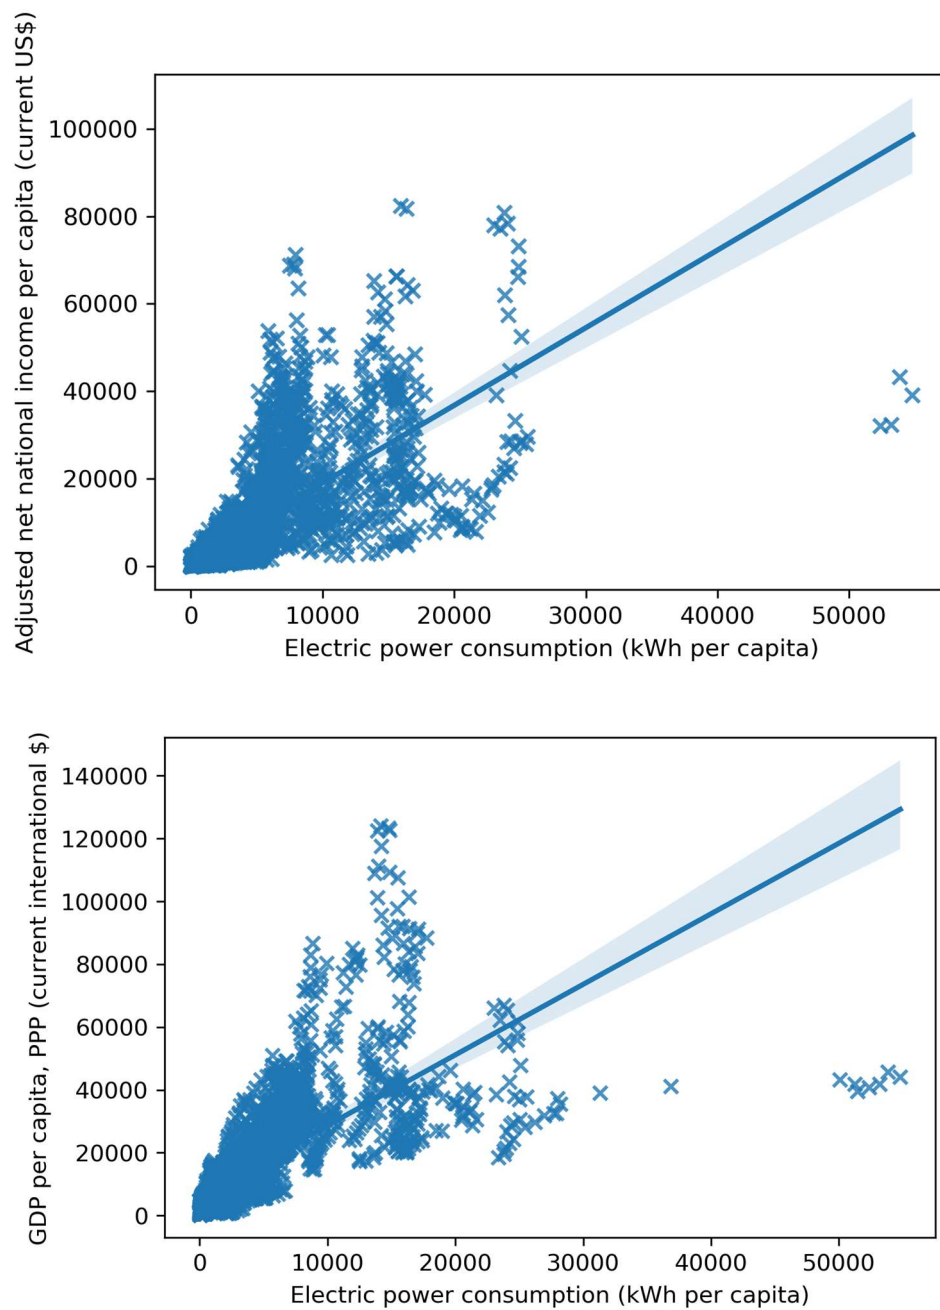 Adjusted net national income per capita (current US$)
100000
80000
60000
40000
20000
0
0 10000 20000 30000 40000 50000
Electric power consumption (kWh per capita)
GDP per capita, PPP (current international $)
140000
120000
100000
80000
60000
40000
20000
0
0 10000 20000 30000 40000 50000
Electric power consumption (kWh per capita)